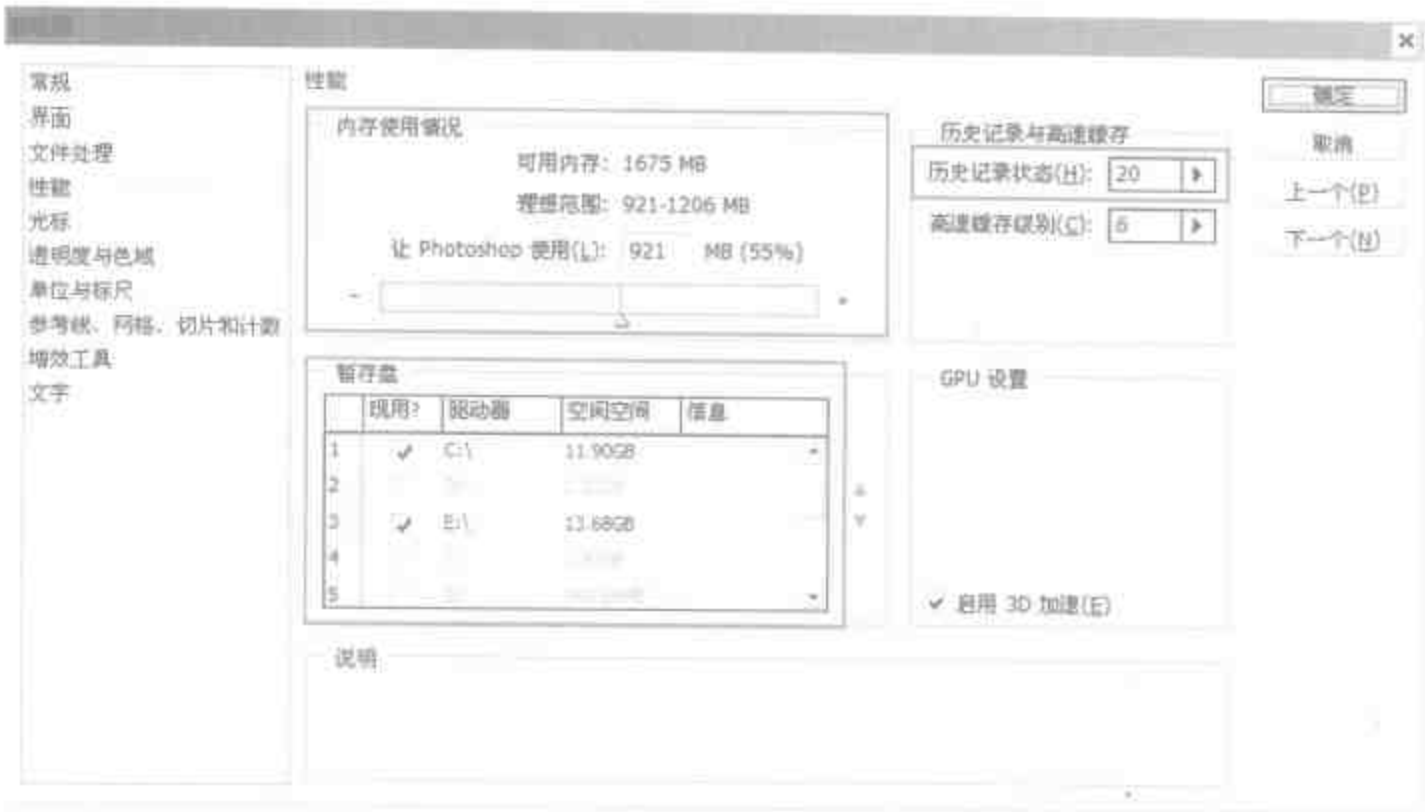 常规
界面
文件处理
性能
光标
透明度与色域
单位与标尺
参考线、网格、切片和计数
增效工具
文字
性能
内存使用情况
可用内存: 1675 MB
理想范围: 921-1206 MB
让 Photoshop 使用(L): 921 MB (55%)
历史记录与高速缓存
历史记录状态(H): 20
高速缓存级别(C): 6
暂存盘
现用? 驱动器 空闲空间 信息
1 C:\ 11.90GB
2
3 E:\ 13.68GB
4
5
GPU 设置
启用 3D 加速(E)
说明
确定
取消
上一个(P)
下一个(N)